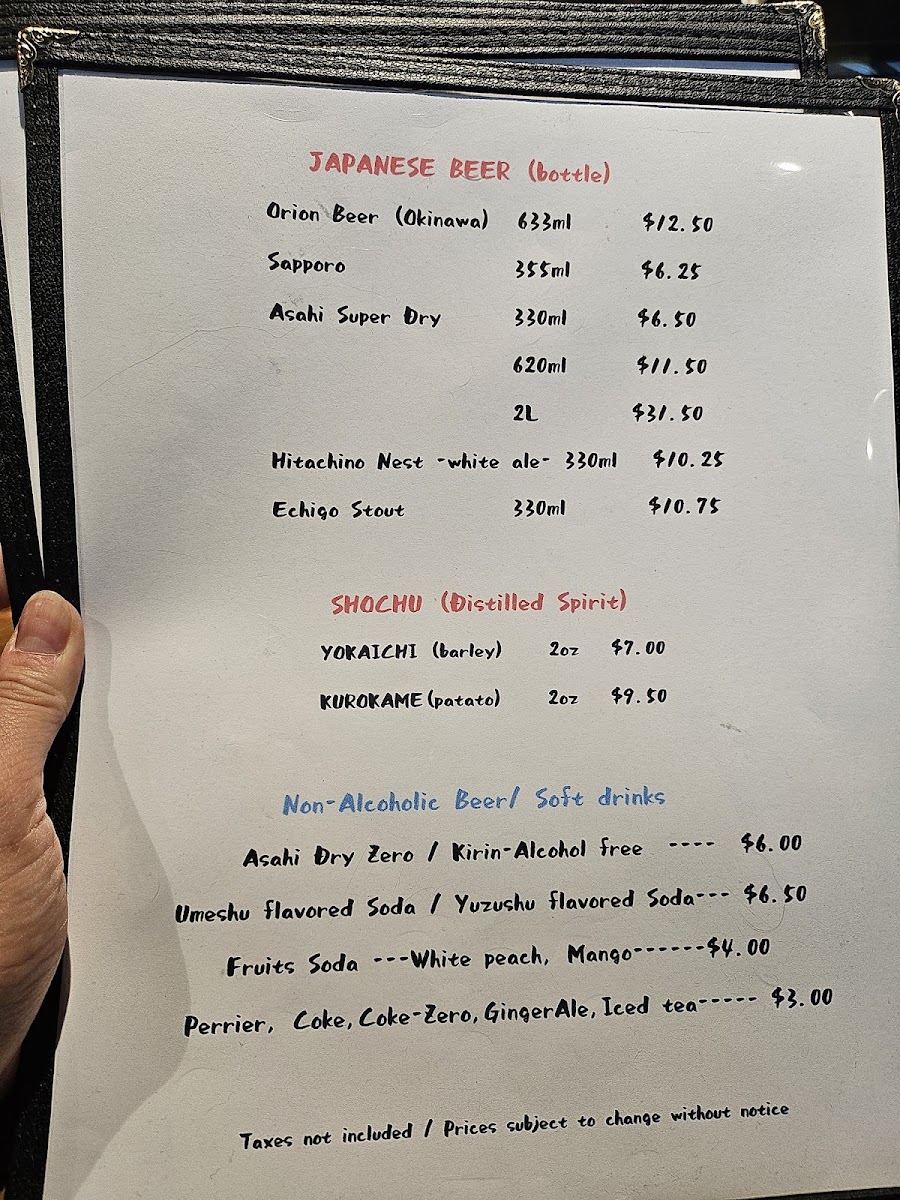 JAPANESE BEER (bottle)
Orion Beer (Okinawa) 633ml $12.50
Sapporo 355ml $6.25
Asahi Super Dry 330ml $6.50
620ml $11.50
2L $31.50
Hitachino Nest -white ale- 330ml $10.25
Echigo Stout 330ml $10.75
SHOCHU (Distilled Spirit)
YOKAICHI (barley) 2oz $7.00
KUROKAME (patato) 2oz $9.50
Non-Alcoholic Beer/ Soft drinks
Asahi Dry Zero / Kirin-Alcohol free ---- $6.00
Umeshu flavored Soda / Yuzushu flavored Soda--- $6.50
Fruits Soda ---White peach, Mango------$4.00
Perrier, Coke, Coke-Zero, GingerAle, Iced tea----- $3.00
Taxes not included / Prices subject to change without notice